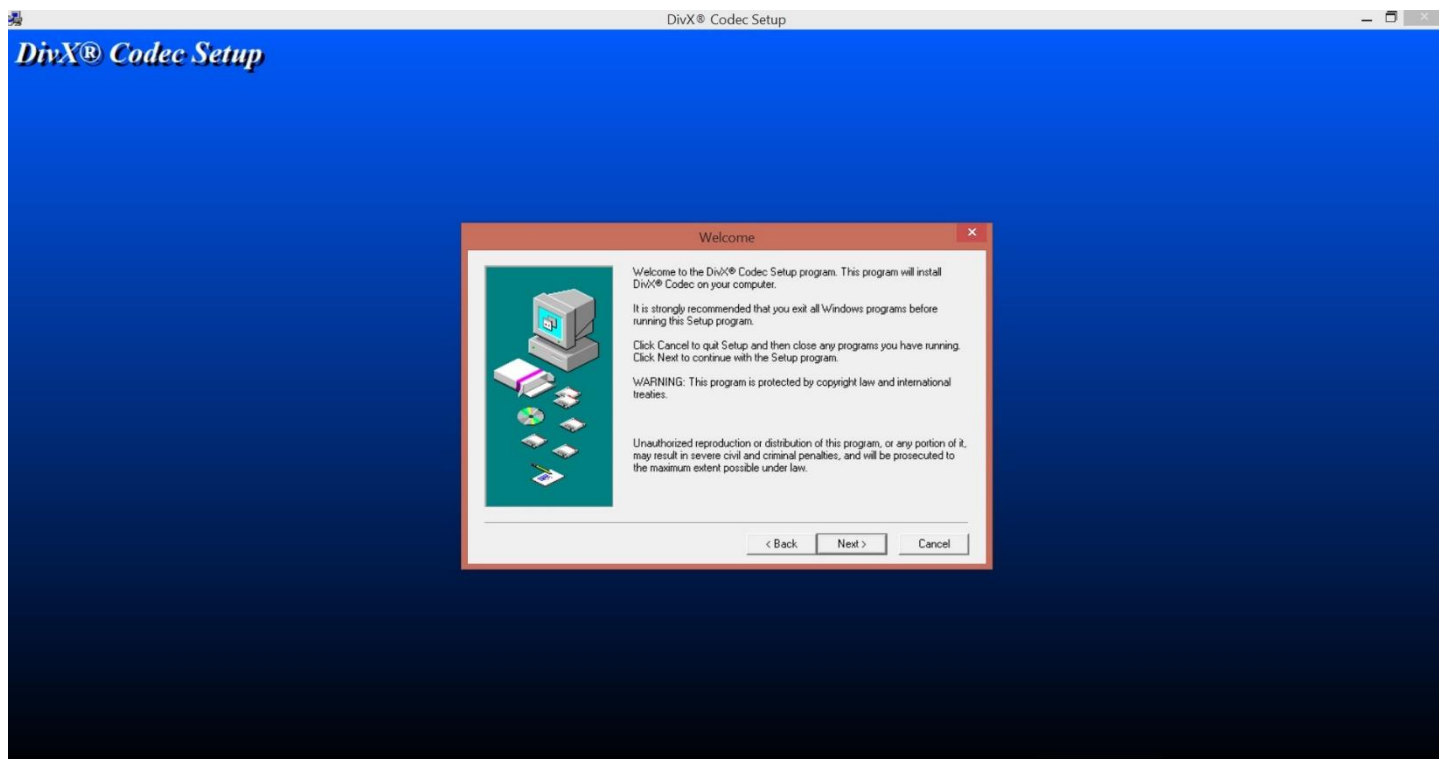 DivX® Codec Setup
DivX® Codec Setup
Welcome
Welcome to the DivX® Codec Setup program. This program will install
DivX® Codec on your computer.
It is strongly recommended that you exit all Windows programs before
running this Setup program.
Click Cancel to quit Setup and then close any programs you have running.
Click Next to continue with the Setup program.
WARNING: This program is protected by copyright law and international
treaties.
Unauthorized reproduction or distribution of this program, or any portion of it,
may result in severe civil and criminal penalties, and will be prosecuted to
the maximum extent possible under law.
< Back Next > Cancel